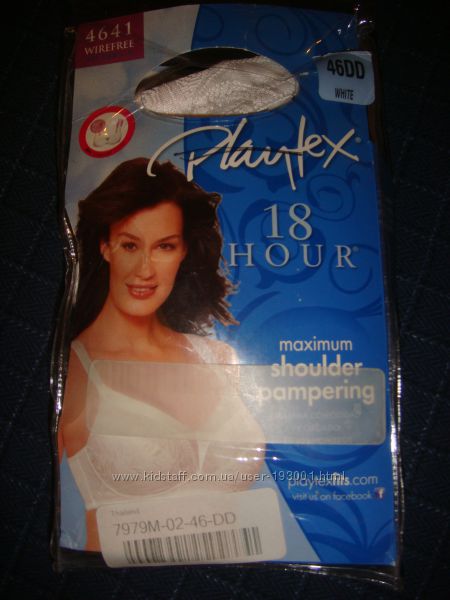 4641
WIREFREE
46DD
WHITE
Playtex®
18
HOUR®
maximum
shoulder
pampering
playtexfits.com
visit us on facebook f
www.kidstaff.com.ua/user-193001.html
Thailand
7979M-02-46-DD